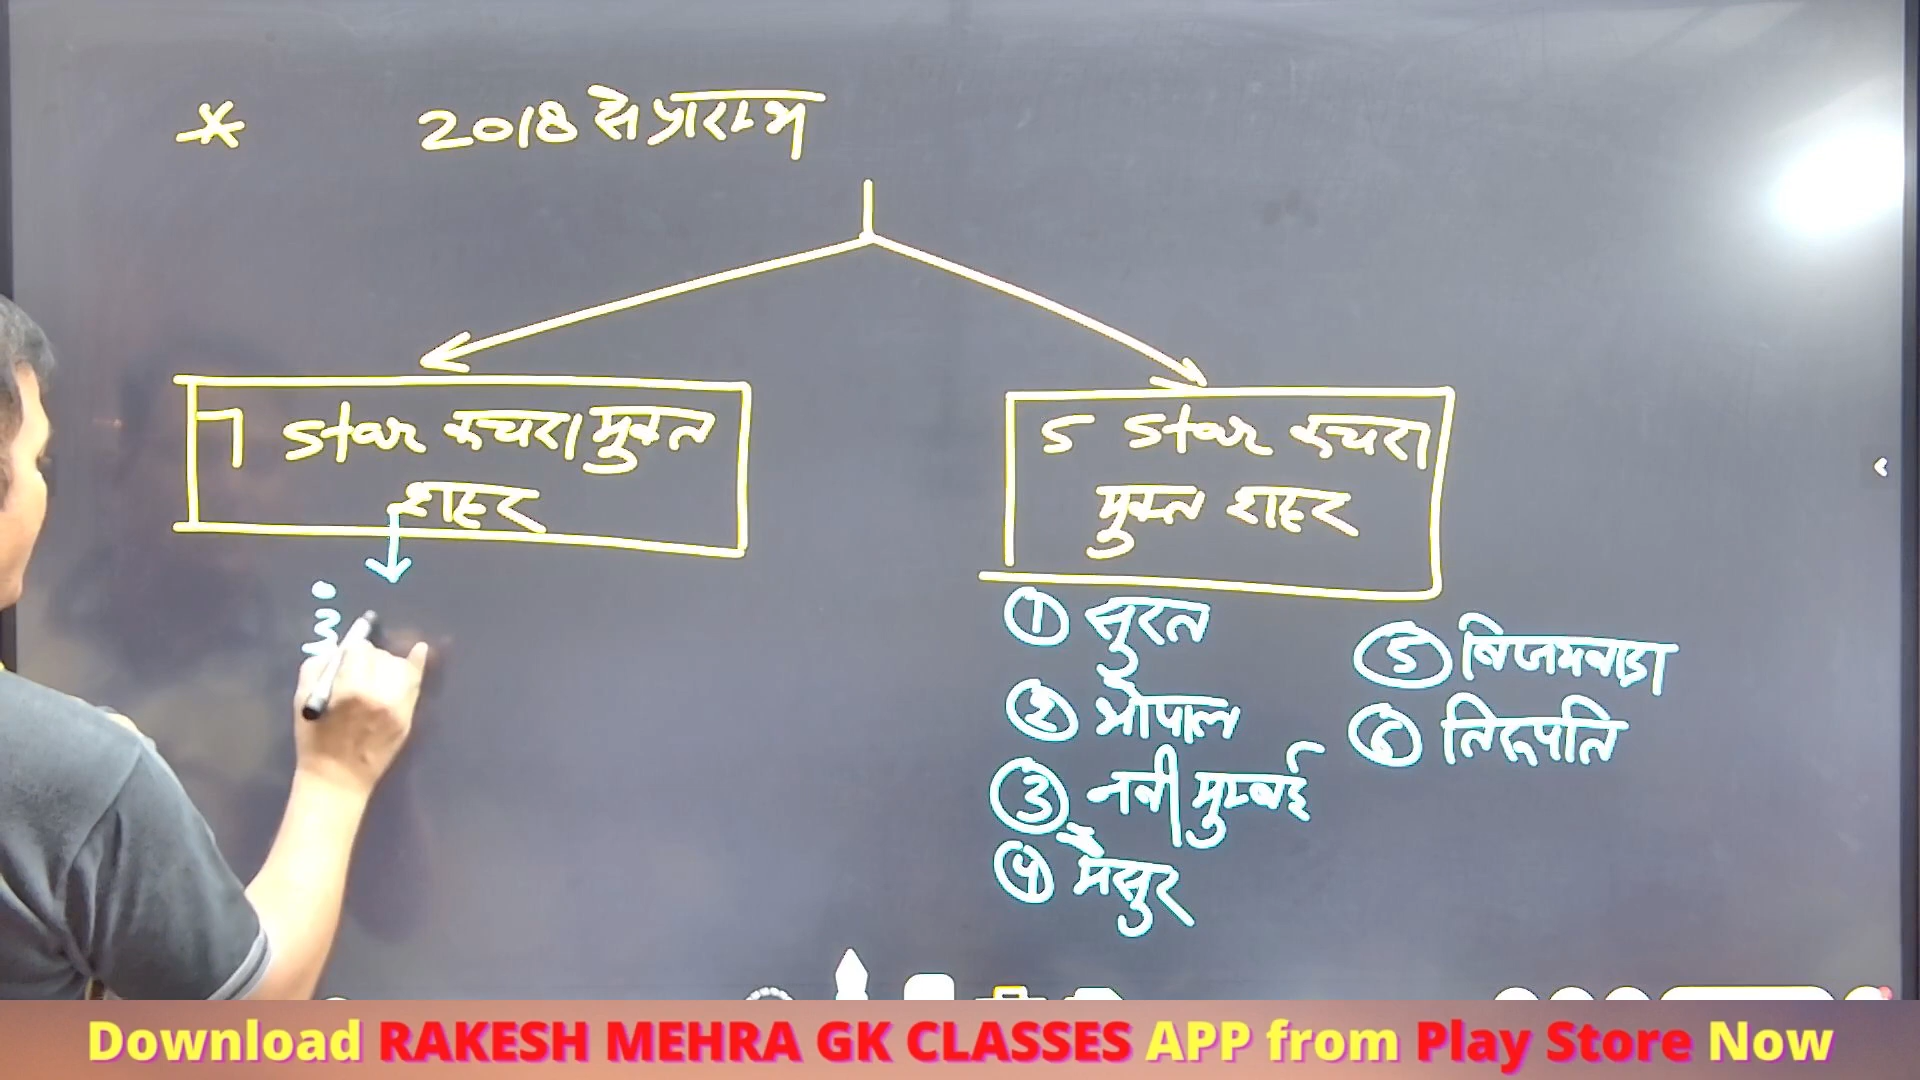 * 2018 से प्रारम्भ
7 Star कचरा मुक्त
शहर
5 Star कचरा
मुक्त शहर
① सूरत
② भोपाल
③ नवी मुम्बई
④ मैसुर
⑤ बिजयवाड़ा
⑥ तिरूपति
Download RAKESH MEHRA GK CLASSES APP from Play Store Now